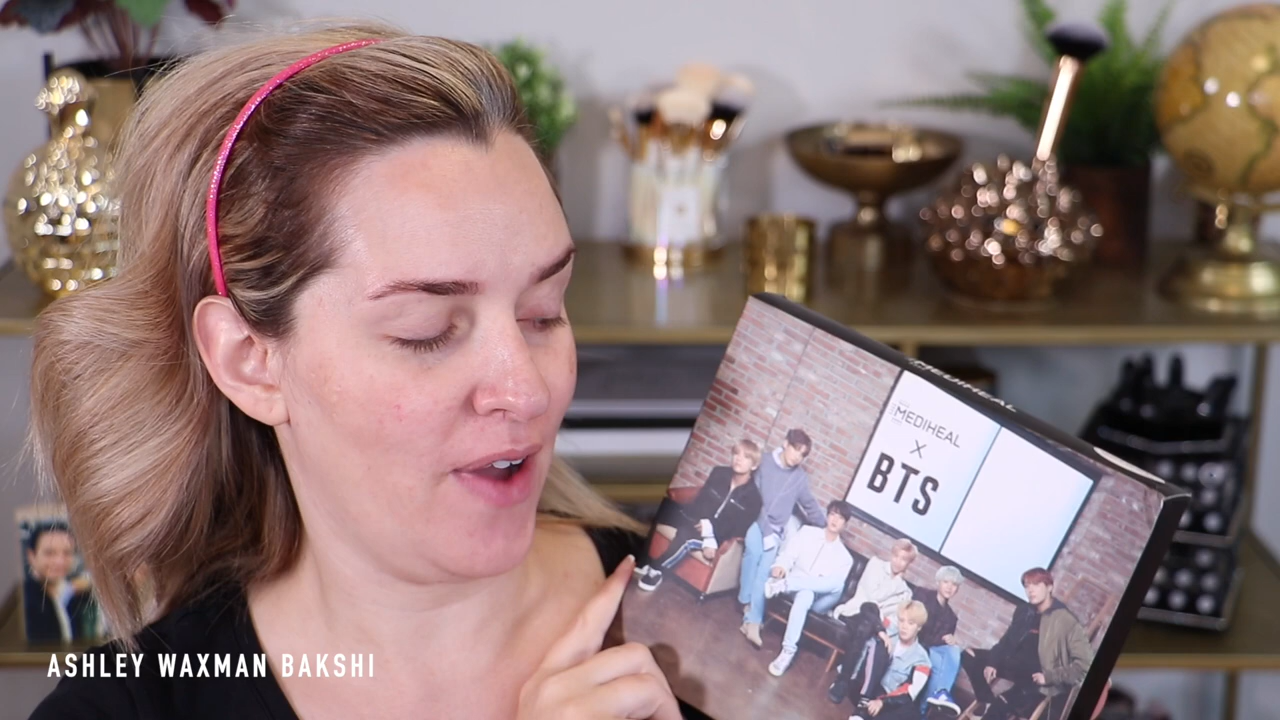 MEDIHEAL
MEDIHEAL
X
BTS
ASHLEY WAXMAN BAKSHI